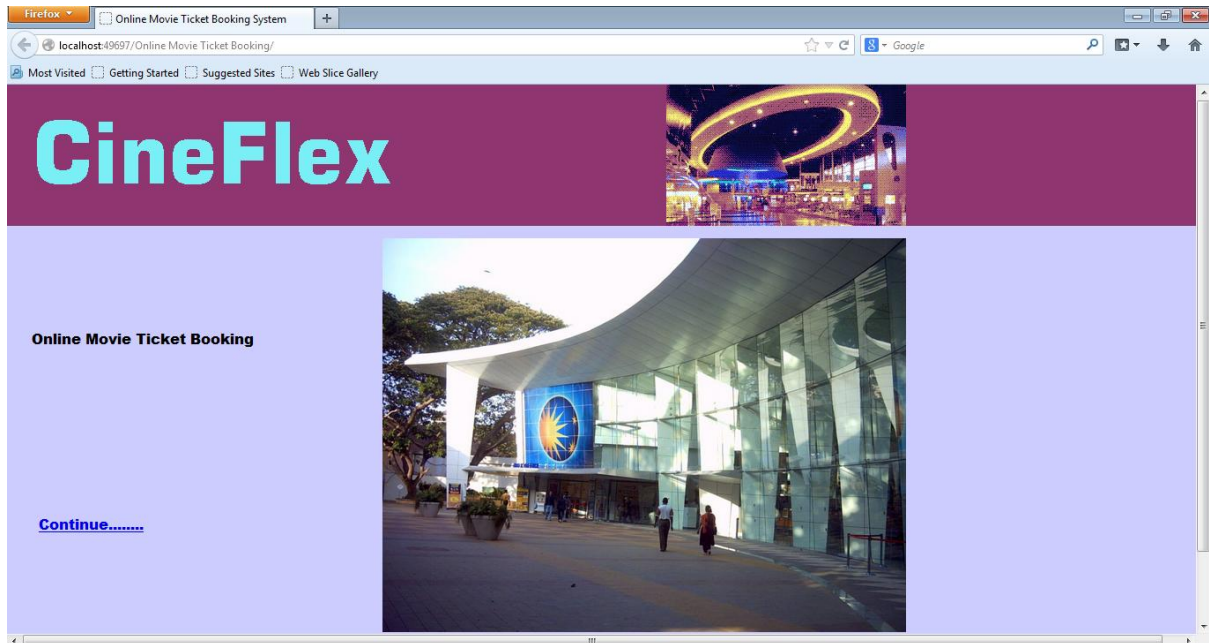 Firefox
Online Movie Ticket Booking System
localhost:49697/Online Movie Ticket Booking/
Google
Most Visited Getting Started Suggested Sites Web Slice Gallery
CineFlex
Online Movie Ticket Booking
Continue........